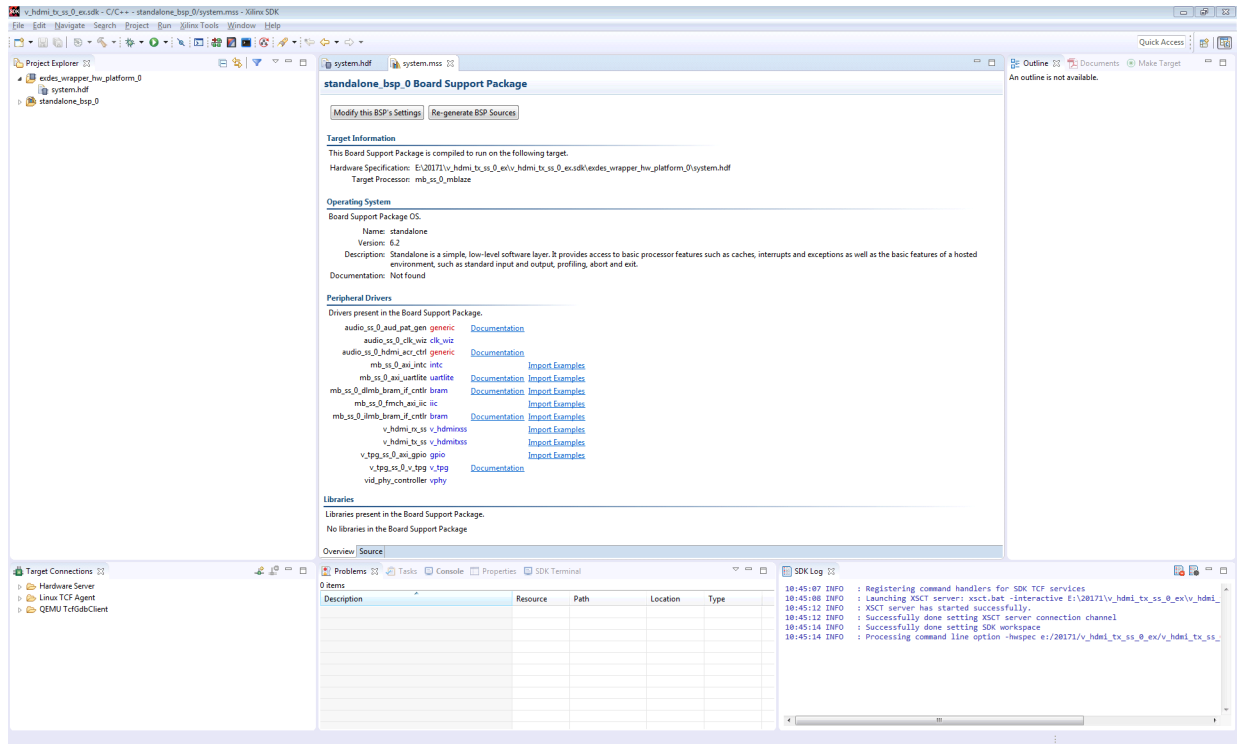 v_hdmi_tx_ss_0_ex.sdk - C/C++ - standalone_bsp_0/system.mss - Xilinx SDK
File Edit Navigate Search Project Run Xilinx Tools Window Help
Quick Access
Project Explorer
exdes_wrapper_hw_platform_0
system.hdf
standalone_bsp_0
system.hdf system.mss
standalone_bsp_0 Board Support Package
Modify this BSP's Settings Re-generate BSP Sources
Target Information
This Board Support Package is compiled to run on the following target.
Hardware Specification: E:\20171\v_hdmi_tx_ss_0_ex\v_hdmi_tx_ss_0_ex.sdk\exdes_wrapper_hw_platform_0\system.hdf
Target Processor: mb_ss_0_mblaze
Operating System
Board Support Package OS.
Name: standalone
Version: 6.2
Description: Standalone is a simple, low-level software layer. It provides access to basic processor features such as caches, interrupts and exceptions as well as the basic features of a hosted
environment, such as standard input and output, profiling, abort and exit.
Documentation: Not found
Peripheral Drivers
Drivers present in the Board Support Package.
audio_ss_0_aud_pat_gen generic Documentation
audio_ss_0_clk_wiz clk_wiz
audio_ss_0_hdmi_acr_ctrl generic Documentation
mb_ss_0_axi_intc intc Import Examples
mb_ss_0_axi_uartlite uartlite Documentation Import Examples
mb_ss_0_dlmb_bram_if_cntlr bram Documentation Import Examples
mb_ss_0_fmch_axi_iic iic Import Examples
mb_ss_0_ilmb_bram_if_cntlr bram Documentation Import Examples
v_hdmi_rx_ss v_hdmirxss Import Examples
v_hdmi_tx_ss v_hdmitxss Import Examples
v_tpg_ss_0_axi_gpio gpio Import Examples
v_tpg_ss_0_v_tpg v_tpg Documentation
vid_phy_controller vphy
Libraries
Libraries present in the Board Support Package.
No libraries in the Board Support Package
Overview Source
Outline Documents Make Target
An outline is not available.
Target Connections
Hardware Server
Linux TCF Agent
QEMU TcfGdbClient
Problems Tasks Console Properties SDK Terminal
0 items
Description Resource Path Location Type
SDK Log
10:45:07 INFO : Registering command handlers for SDK TCF services
10:45:08 INFO : Launching XSCT server: xsct.bat -interactive E:\20171\v_hdmi_tx_ss_0_ex\v_hdmi_
10:45:12 INFO : XSCT server has started successfully.
10:45:12 INFO : Successfully done setting XSCT server connection channel
10:45:14 INFO : Successfully done setting SDK workspace
10:45:14 INFO : Processing command line option -hwspec e:/20171/v_hdmi_tx_ss_0_ex/v_hdmi_tx_ss_